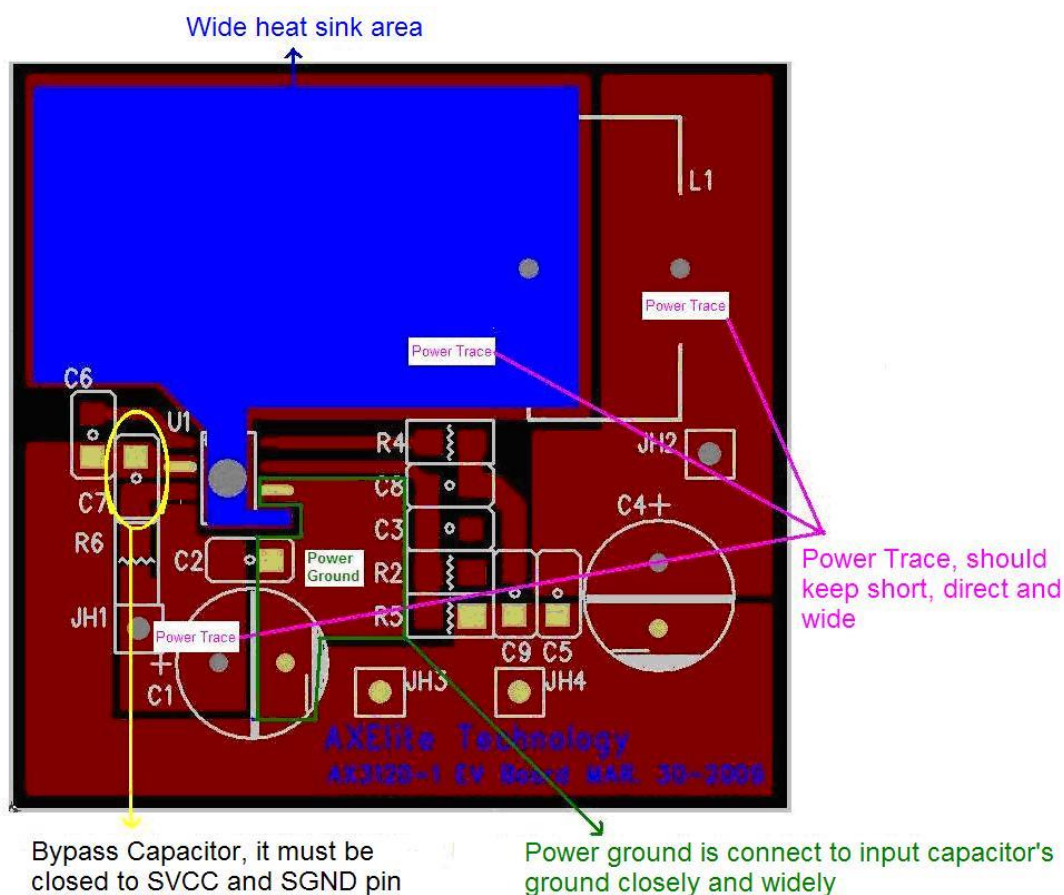 Wide heat sink area
L1
Power Trace
Power Trace
C6
U1
R4
JH2
C7
C8
C4+
R6
C3
C2
Power
Ground
R2
Power Trace, should
keep short, direct and
wide
JH1
Power Trace
R5
+
C1
C9 C5
JH3
JH4
AXElite Technology
EV Board MAR. 30-2006
Bypass Capacitor, it must be
closed to SVCC and SGND pin
Power ground is connect to input capacitor's
ground closely and widely